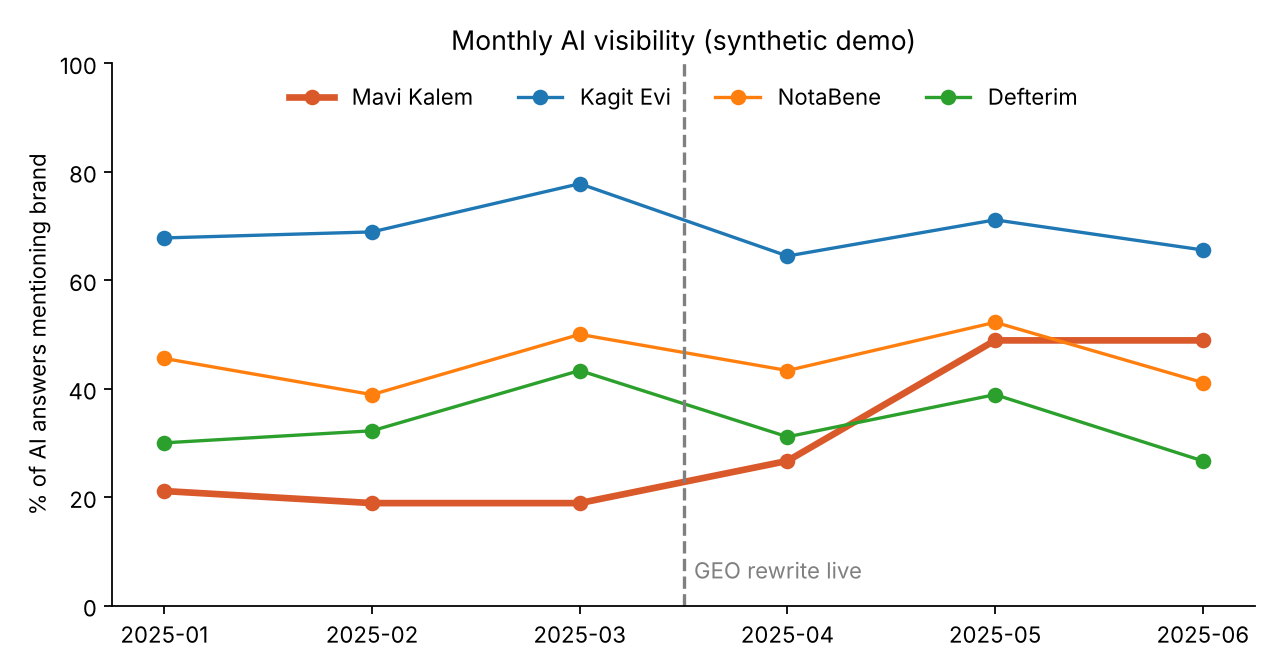 Monthly AI visibility (synthetic demo)
Mavi Kalem Kagit Evi NotaBene Defterim
% of AI answers mentioning brand
100
80
60
40
20
0
GEO rewrite live
2025-01 2025-02 2025-03 2025-04 2025-05 2025-06